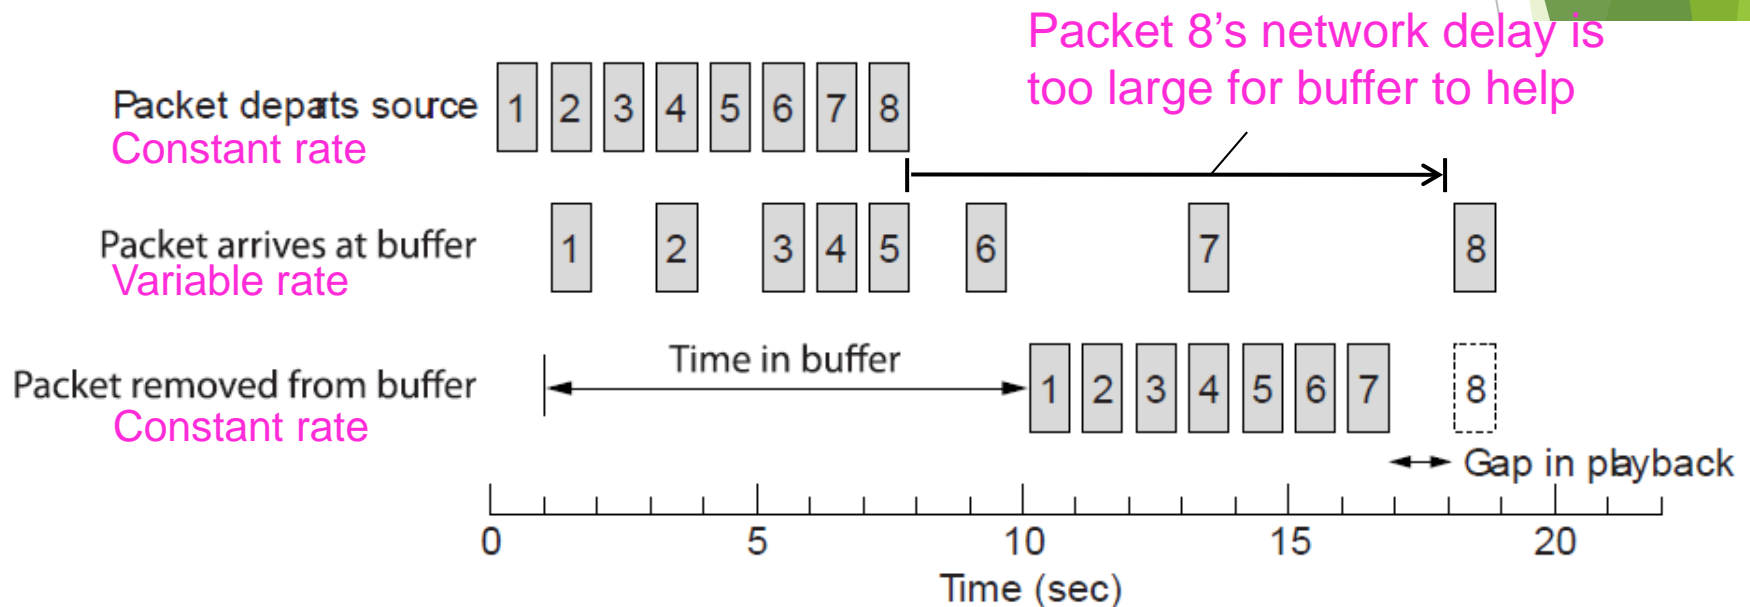 Packet 8’s network delay is
too large for buffer to help
Packet departs source 1 2 3 4 5 6 7 8
Constant rate
Packet arrives at buffer 1 2 3 4 5 6 7 8
Variable rate
Time in buffer
Packet removed from buffer 1 2 3 4 5 6 7 8
Constant rate
Gap in playback
0 5 10 15 20
Time (sec)